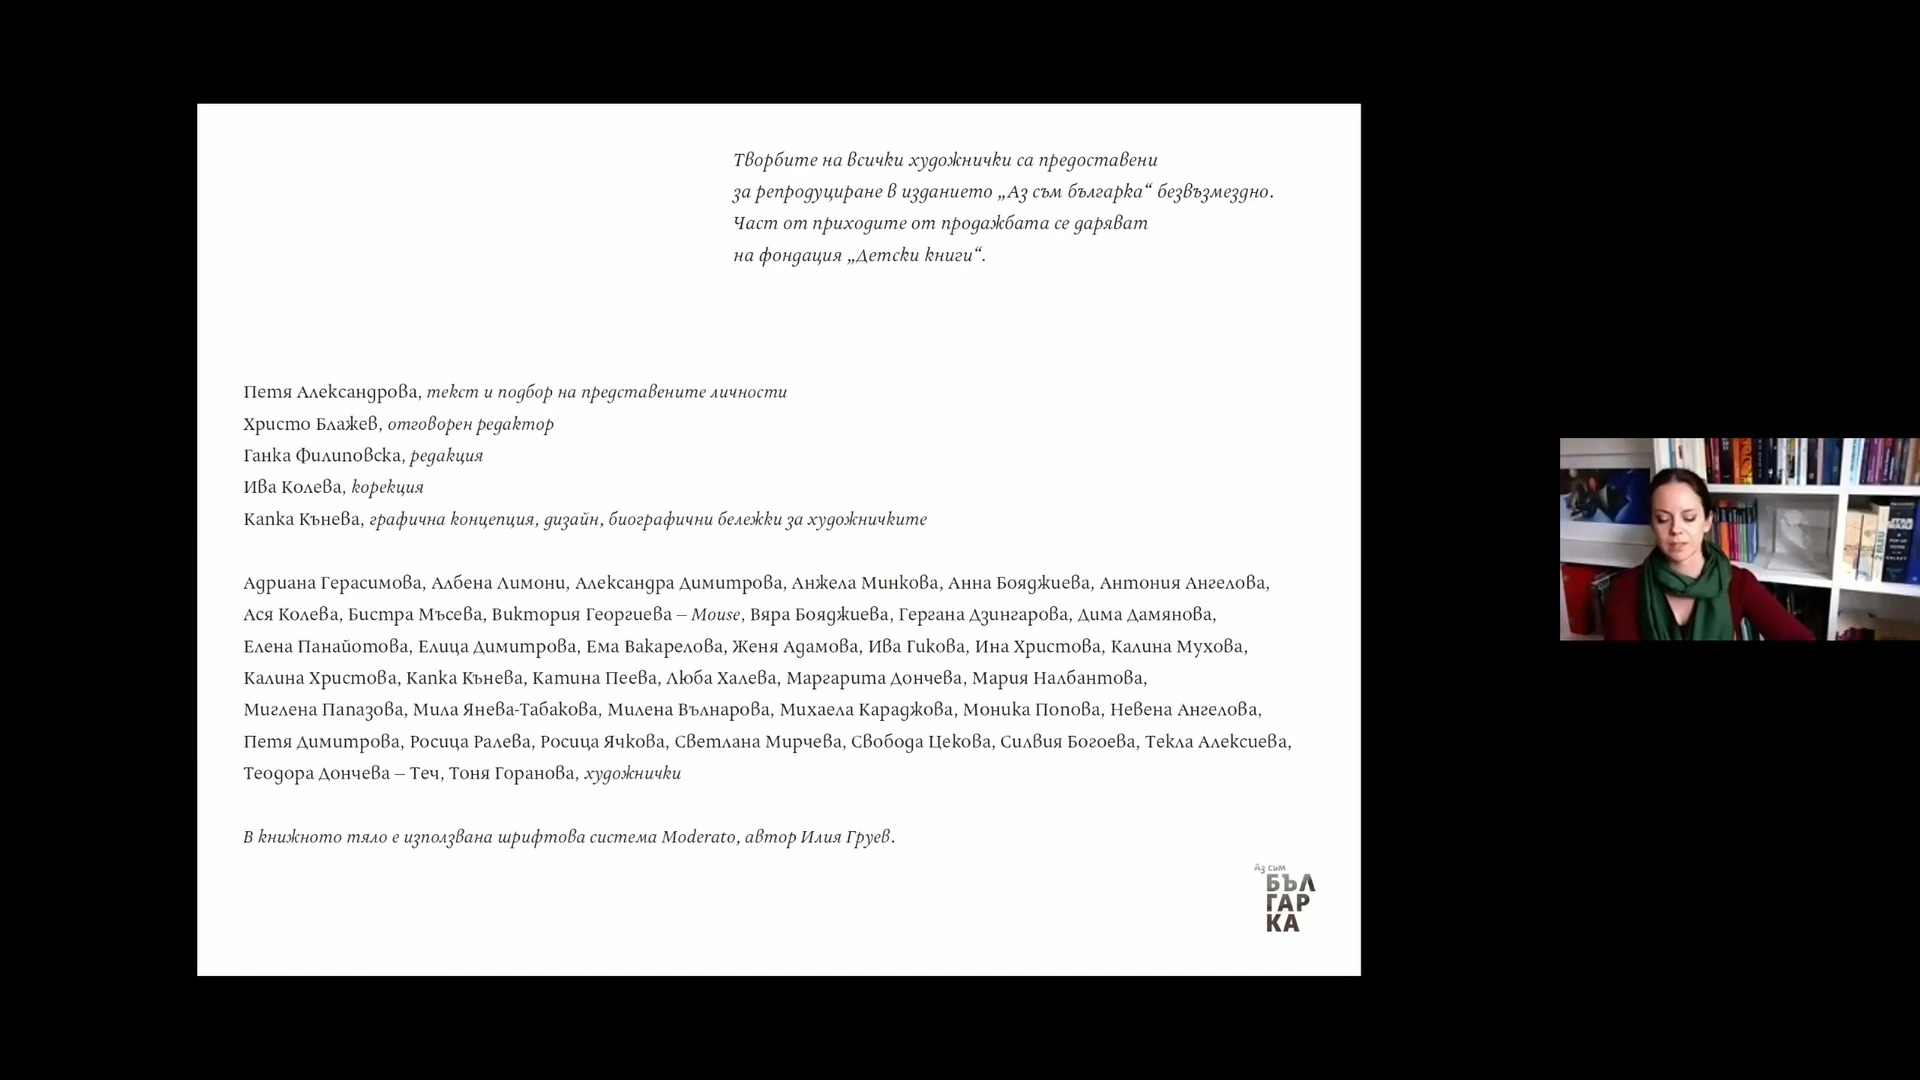 Творбите на всички художнички са предоставени
за репродуциране в изданието „Аз съм българка“ безвъзмездно.
Част от приходите от продажбата се даряват
на фондация „Детски книги“.
Петя Александрова, текст и подбор на представените личности
Христо Блажев, отговорен редактор
Ганка Филиповска, редакция
Ива Колева, корекция
Капка Кънева, графична концепция, дизайн, биографични бележки за художничките
Адриана Герасимова, Албена Лимони, Александра Димитрова, Анжела Минкова, Анна Бояджиева, Антония Ангелова,
Ася Колева, Бистра Мъсева, Виктория Георгиева – Mouse, Вяра Бояджиева, Гергана Дзингарова, Дима Дамянова,
Елена Панайотова, Елица Димитрова, Ема Вакарелова, Женя Адамова, Ива Гикова, Ина Христова, Калина Мухова,
Калина Христова, Капка Кънева, Катина Пеева, Люба Халева, Маргарита Дончева, Мария Налбантова,
Миглена Папазова, Мила Янева-Табакова, Милена Вълнарова, Михаела Караджова, Моника Попова, Невена Ангелова,
Петя Димитрова, Росица Ралева, Росица Ячкова, Светлана Мирчева, Свобода Цекова, Силвия Богоева, Текла Алексиева,
Теодора Дончева – Теч, Тоня Горанова, художнички
В книжното тяло е използвана шрифтова система Moderato, автор Илия Груев.
Аз съм
БЪЛ
ГАР
КА